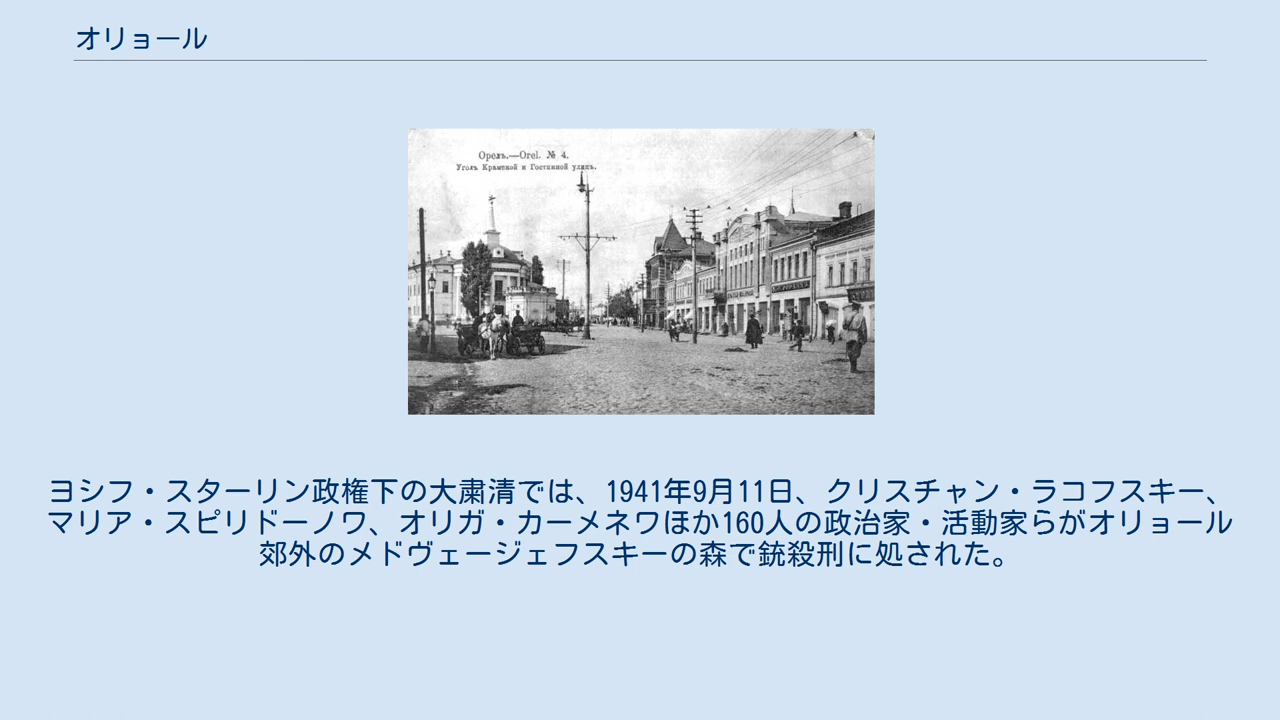 オリョール
Орелъ.—Orel. № 4.
Уголъ Крамской и Гостинной улицъ.
ヨシフ・スターリン政権下の大粛清では、1941年9月11日、クリスチャン・ラコフスキー、
マリア・スピリドーノワ、オリガ・カーメネワほか160人の政治家・活動家らがオリョール
郊外のメドヴェージェフスキーの森で銃殺刑に処された。